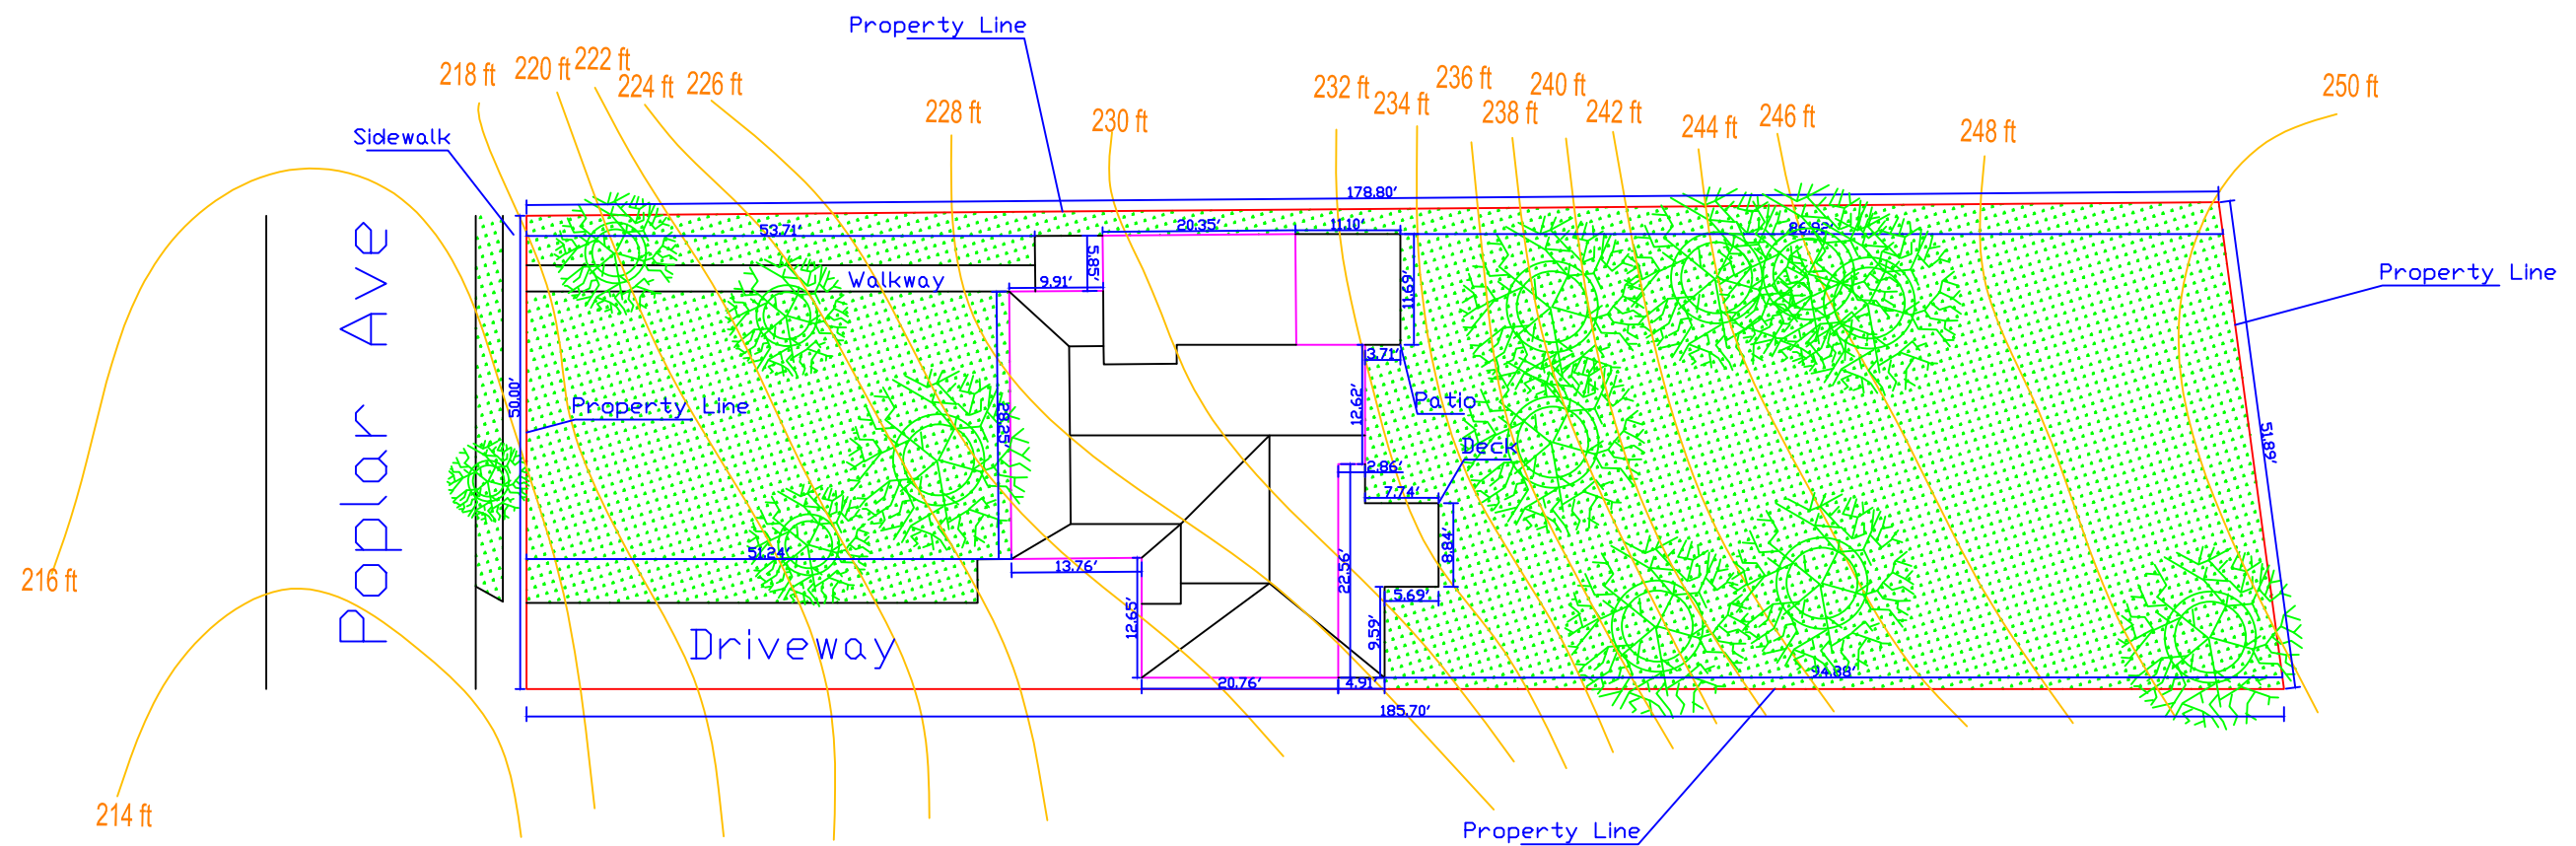 Property Line
218 ft
220 ft
222 ft
224 ft
226 ft
228 ft
230 ft
232 ft
234 ft
236 ft
238 ft
240 ft
242 ft
244 ft
246 ft
248 ft
250 ft
Sidewalk
178.80'
53.71'
20.35'
11.10'
86.92'
5.85'
Walkway
9.91'
11.69'
Property Line
3.71'
Poplar Ave
50.00'
Property Line
28.25'
12.62'
Patio
Deck
51.89'
2.86'
7.74'
8.84'
51.24'
13.76'
22.56'
5.69'
216 ft
12.65'
9.59'
Driveway
94.38'
20.76'
4.91'
185.70'
214 ft
Property Line